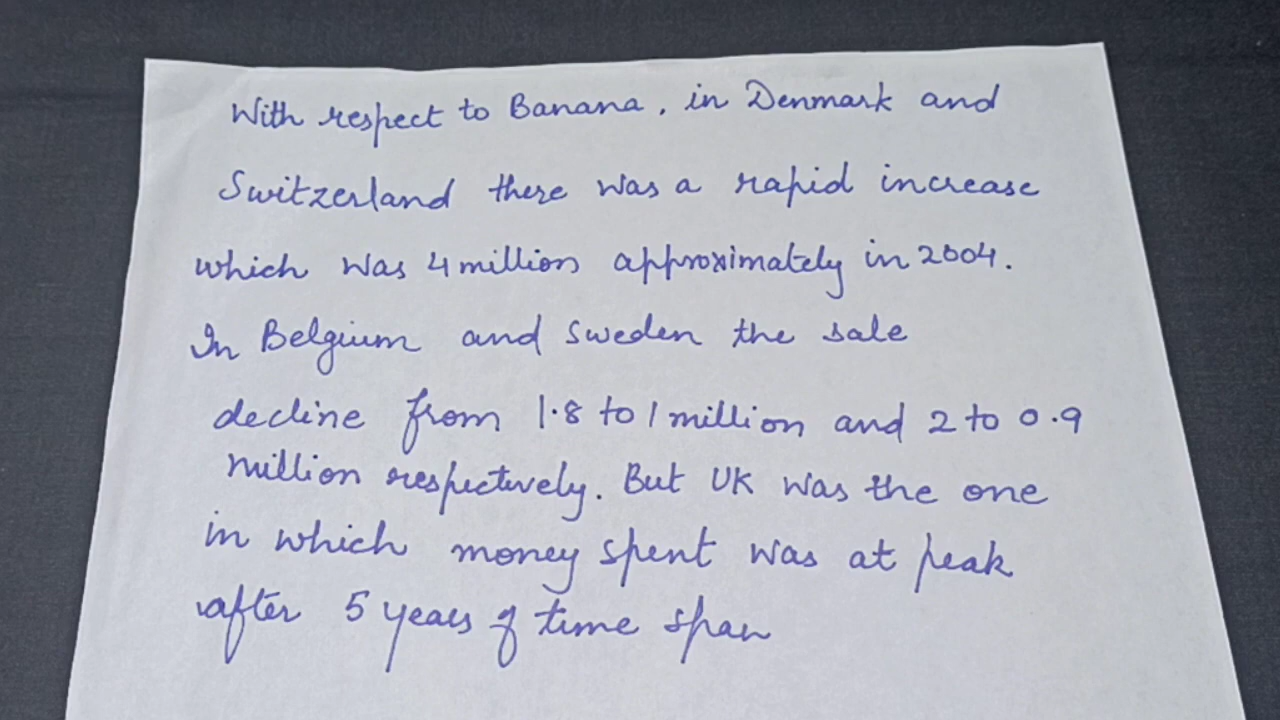 With respect to Banana, in Denmark and
Switzerland there was a rapid increase
which was 4 million approximately in 2004.
In Belgium and Sweden the sale
decline from 1.8 to 1 million and 2 to 0.9
million respectively. But UK was the one
in which money spent was at peak
after 5 years of time span